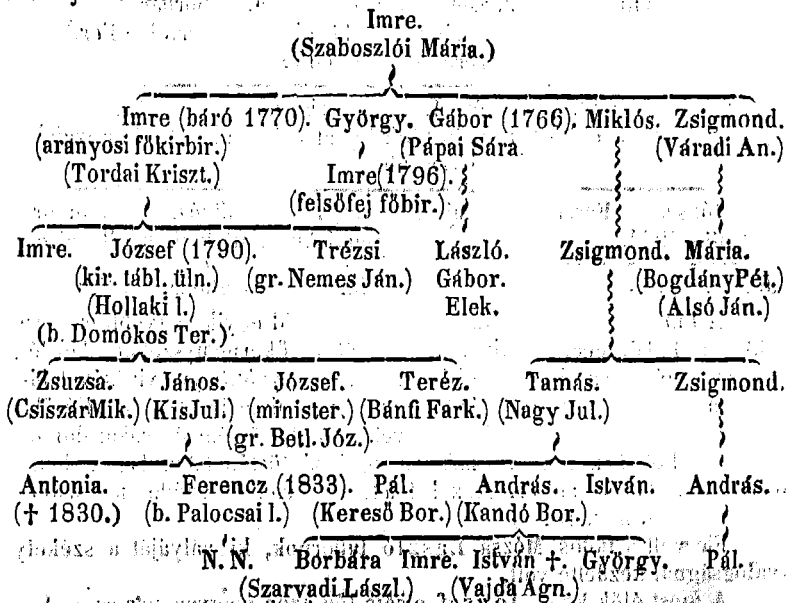 Imre.
(Szaboszlói Mária.)
Imre (báró 1770). György. Gábor (1766). Miklós. Zsigmond.
(aranyosi főkirbir.) (Pápai Sára (Váradi An.)
(Tordai Kriszt.) Imre(1796).
(felsőfej főbir.)
Imre. József (1790). Trézsi László. Zsigmond. Mária.
(kir. tábl. üln.) (gr. Nemes Ján.) Gábor. (BogdányPét.)
(Hollaki I.) Elek. (Alsó Ján.)
(b. Domokos Ter.)
Zsuzsa. János. József. Teréz. Tamás. Zsigmond.
(CsiszárMik.) (KisJul.) (minister.) (Bánfi Fark.) (Nagy Jul.)
(gr. Betl. Józ.)
Antonia. Ferencz (1833). Pál. András. István. András.
(† 1830.) (b. Palocsai I.) (Kereső Bor.) (Kandó Bor.)
N. N. Borbára Imre. István †. György. Pál.
(Szarvadi Lászl.) (Vajda Ágn.)